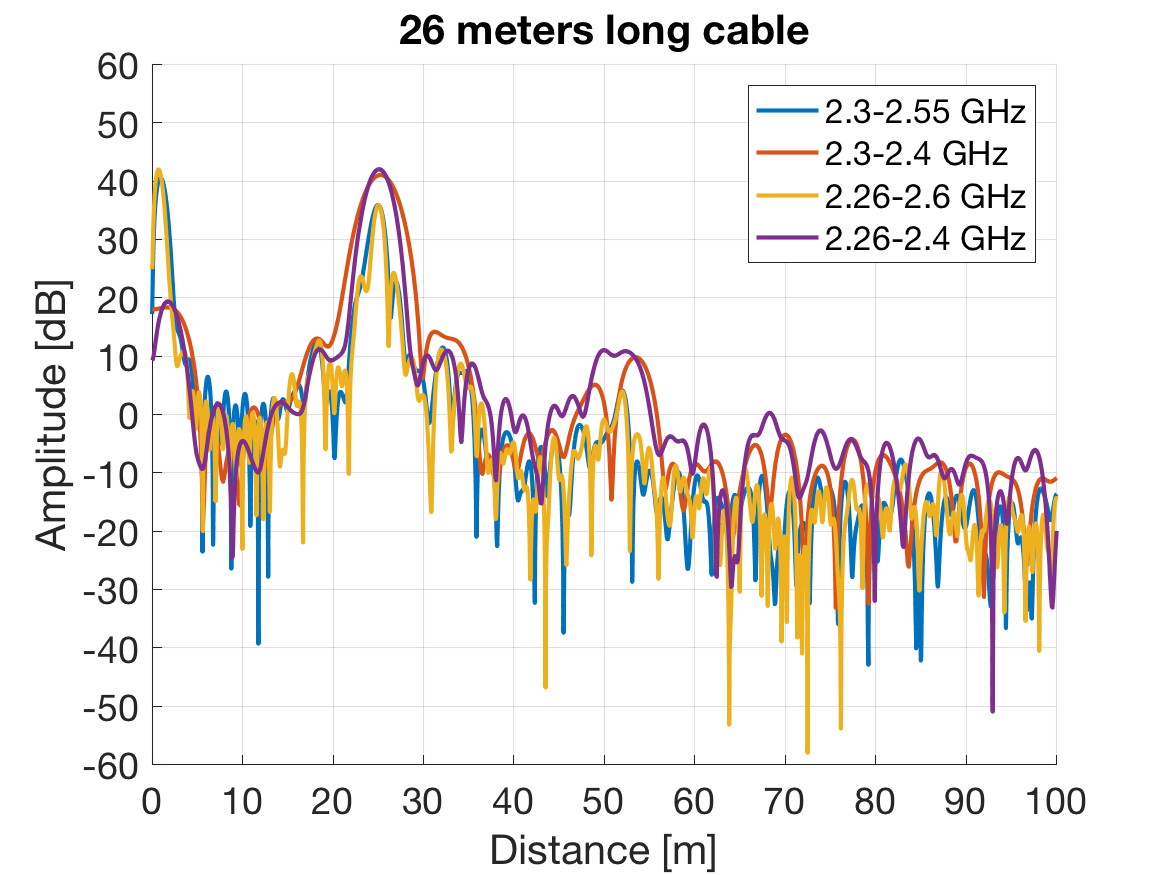 26 meters long cable
60
50
40
30
20
10
0
-10
-20
-30
-40
-50
-60
Amplitude [dB]
2.3-2.55 GHz
2.3-2.4 GHz
2.26-2.6 GHz
2.26-2.4 GHz
0 10 20 30 40 50 60 70 80 90 100
Distance [m]